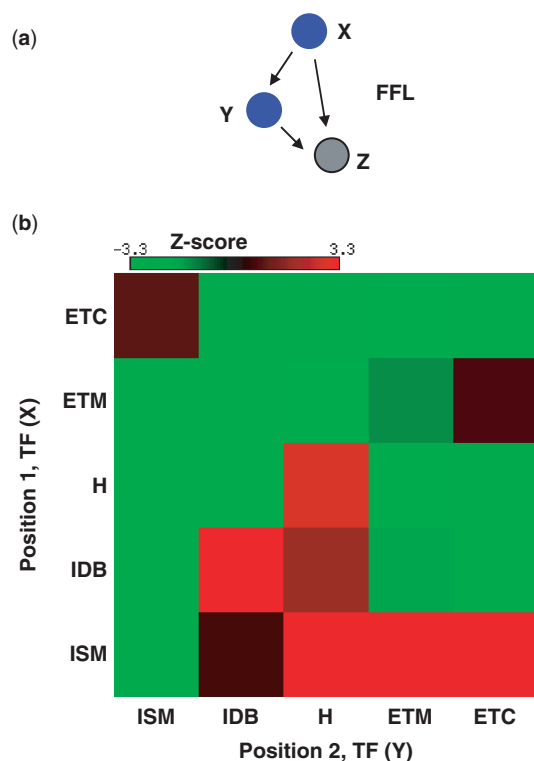 (a)
X
Y
FFL
Z
(b)
-3.3 Z-score 3.3
ETC
ETM
H
IDB
ISM
Position 1, TF (X)
ISM IDB H ETM ETC
Position 2, TF (Y)